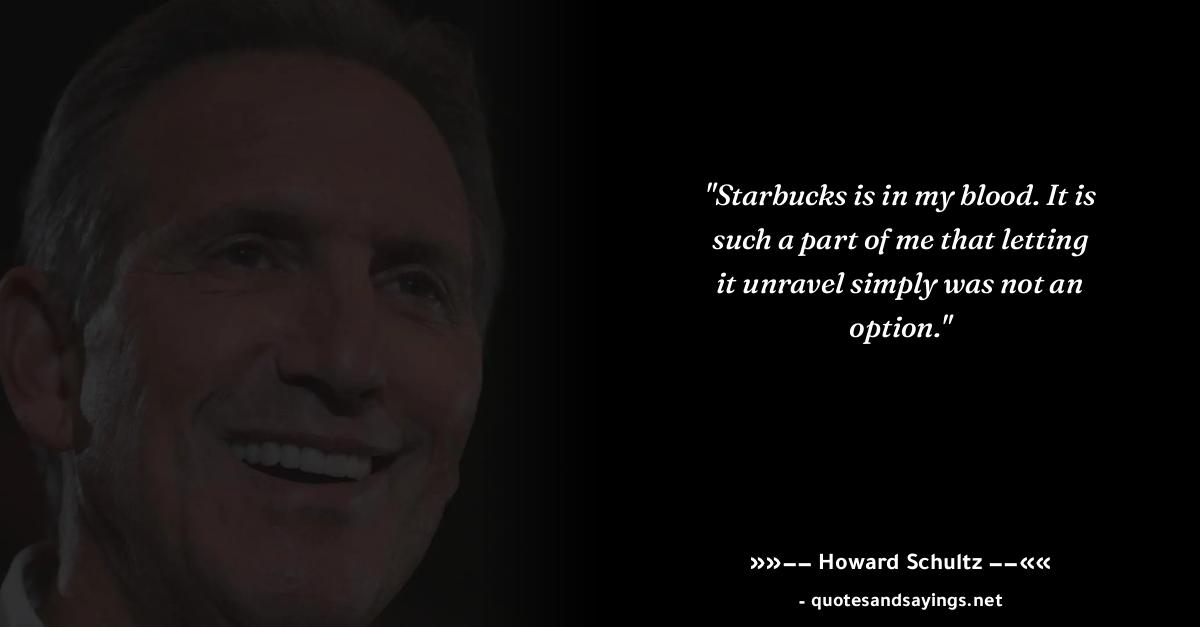 "Starbucks is in my blood. It is
such a part of me that letting
it unravel simply was not an
option."
»»–– Howard Schultz ––««
- quotesandsayings.net